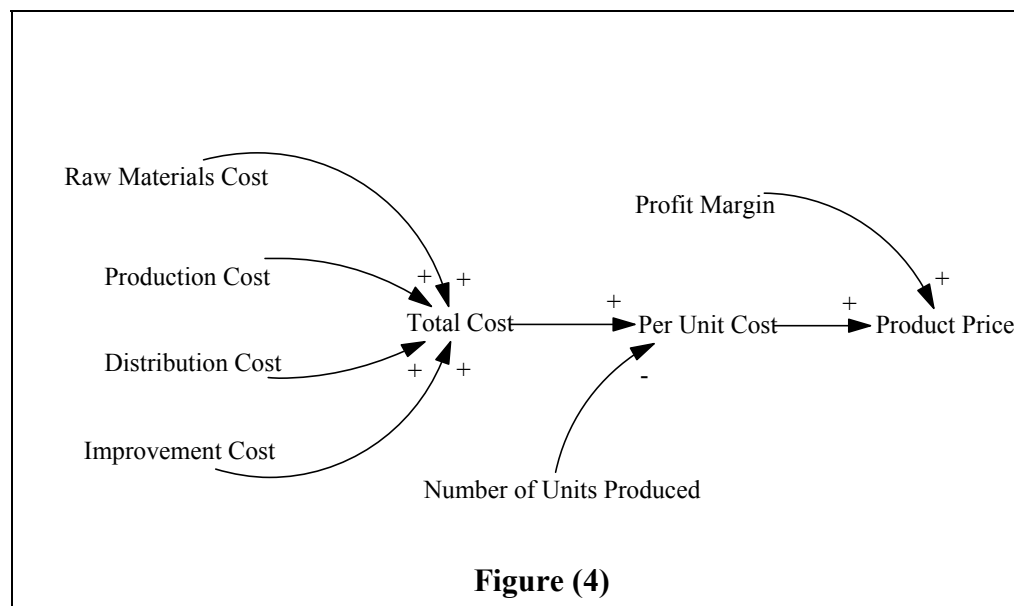 Raw Materials Cost
Profit Margin
Production Cost
+
+
+
Total Cost
+
Per Unit Cost
+
Product Price
Distribution Cost
+
+
-
Improvement Cost
Number of Units Produced
Figure (4)